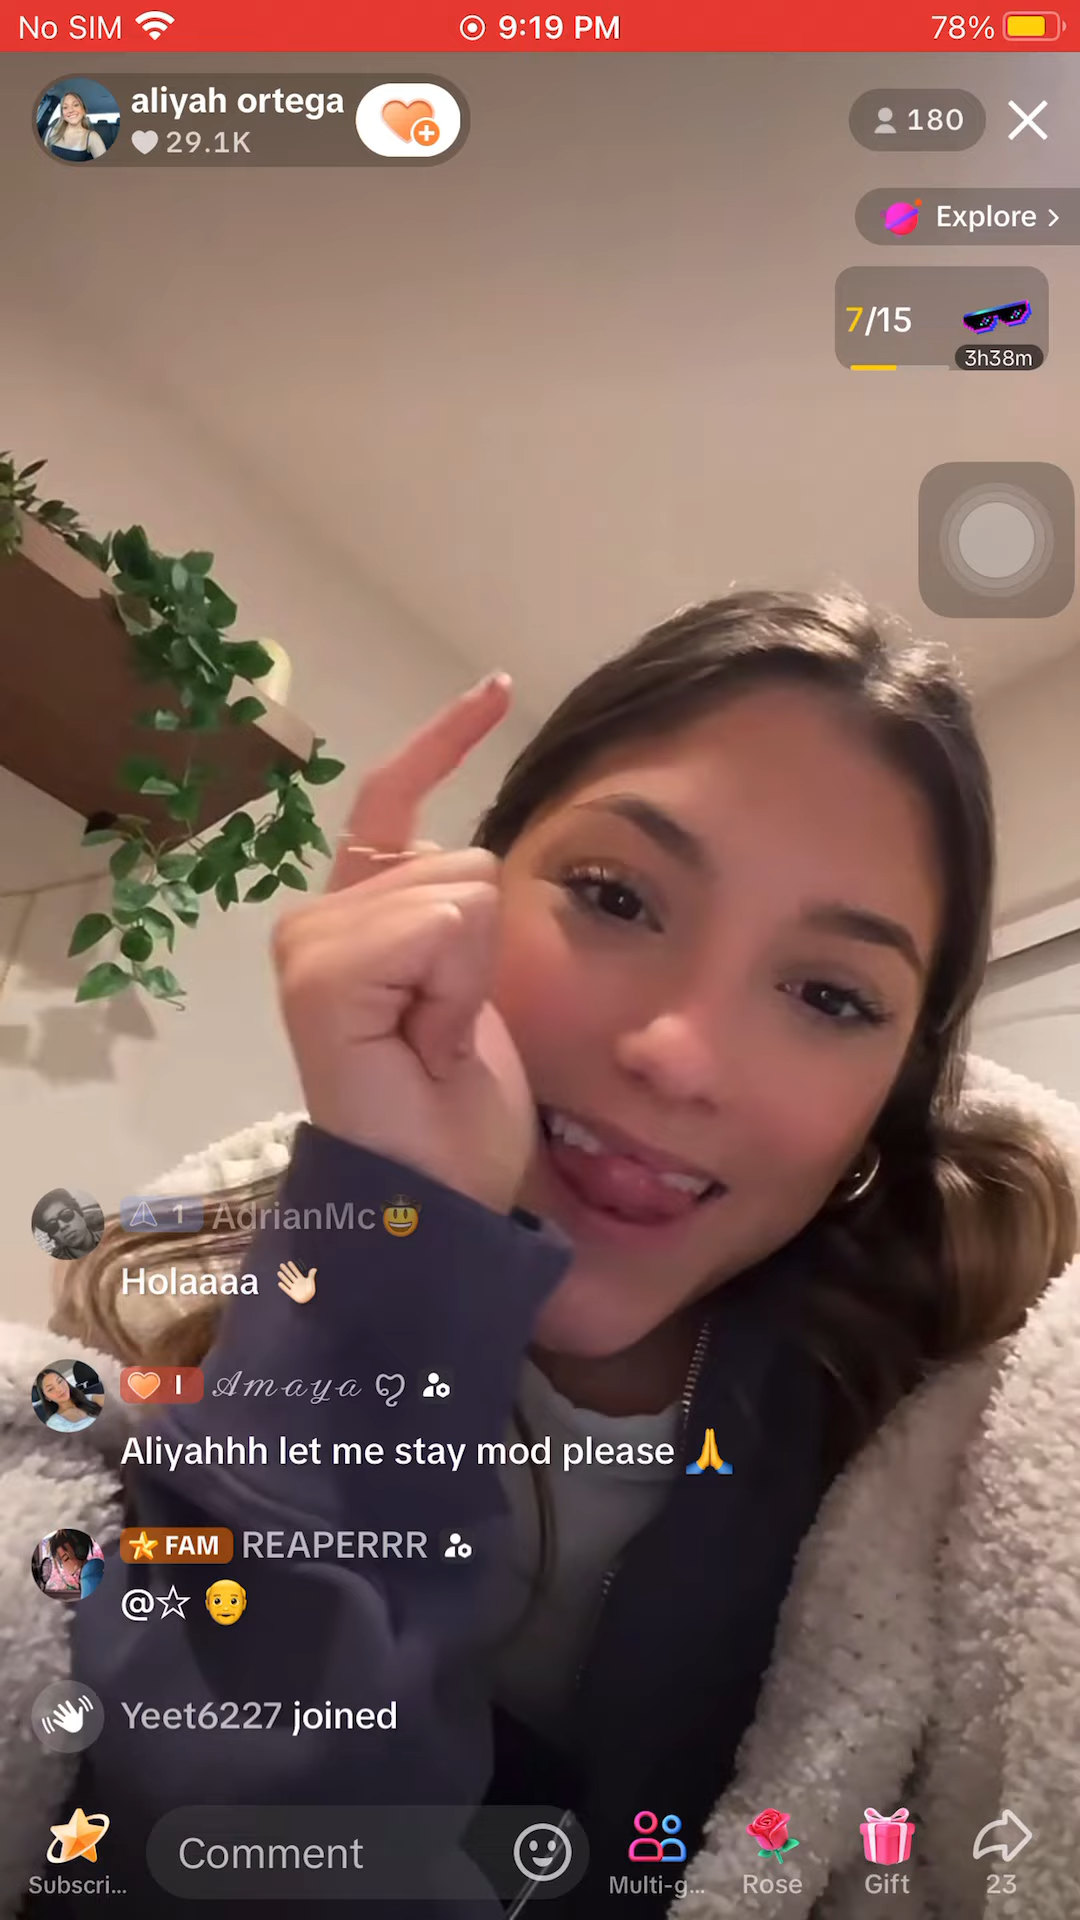 No SIM 9:19 PM 78%
aliyah ortega
29.1K
180
Explore >
7/15
3h38m
1 AdrianMc🤠
Holaaaa 👋🏻
I 𝒜𝓂𝒶𝓎𝒶 ღ
Aliyahhh let me stay mod please 🙏
FAM REAPERRR
@☆ 👴
Yeet6227 joined
Comment
Subscri... Multi-g... Rose Gift 23